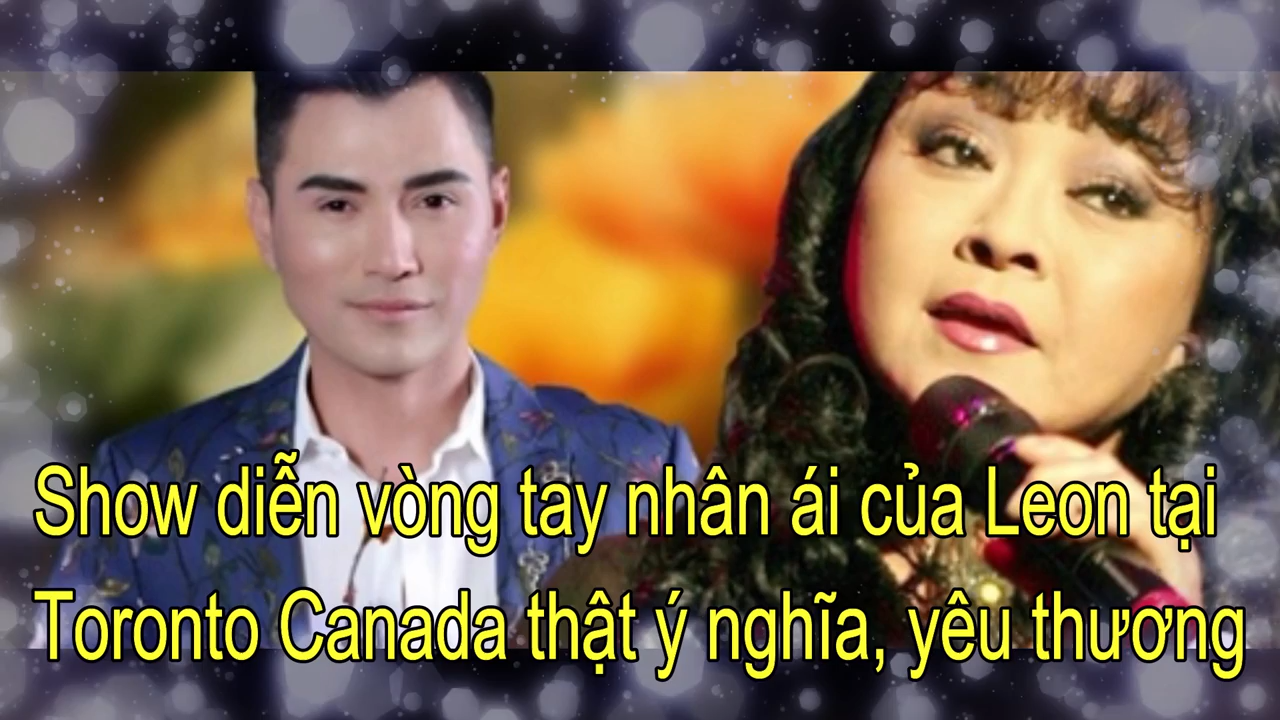 Show diễn vòng tay nhân ái của Leon tại
Toronto Canada thật ý nghĩa, yêu thương